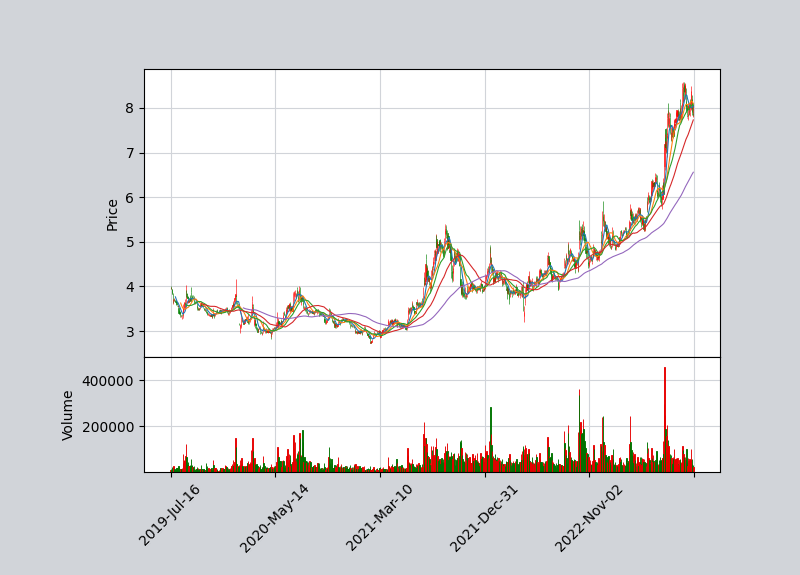 Price
8
7
6
5
4
3
Volume
400000
200000
2019-Jul-16
2020-May-14
2021-Mar-10
2021-Dec-31
2022-Nov-02